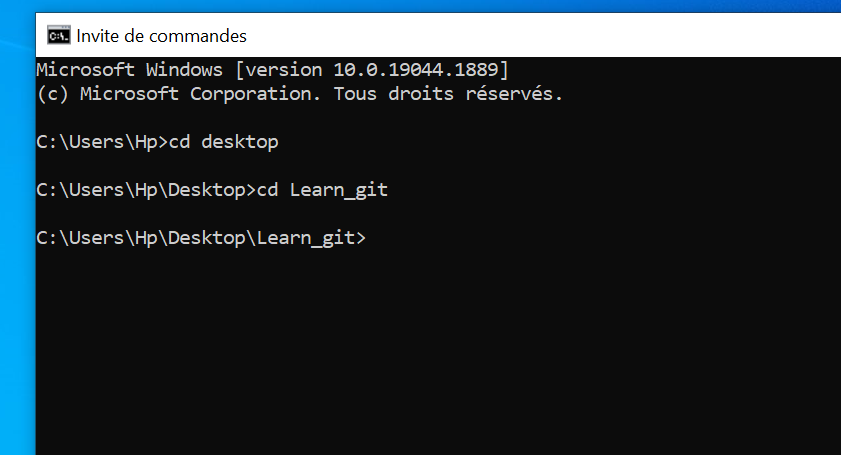 Invite de commandes
Microsoft Windows [version 10.0.19044.1889]
(c) Microsoft Corporation. Tous droits réservés.
C:\Users\Hp>cd desktop
C:\Users\Hp\Desktop>cd Learn_git
C:\Users\Hp\Desktop\Learn_git>